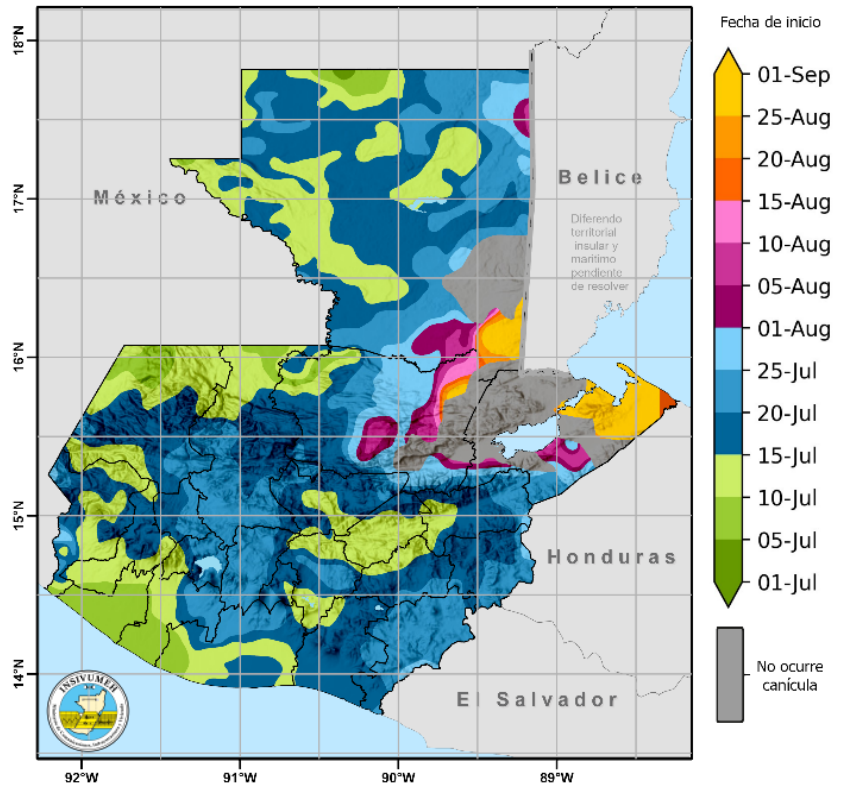 Fecha de inicio
18°N
17°N
16°N
15°N
14°N
92°W
91°W
90°W
89°W
México
Belice
Diferendo
territorial
insular y
marítimo
pendiente
de resolver
Honduras
El Salvador
INSIVUMEH
01-Sep
25-Aug
20-Aug
15-Aug
10-Aug
05-Aug
01-Aug
25-Jul
20-Jul
15-Jul
10-Jul
05-Jul
01-Jul
No ocurre
canícula